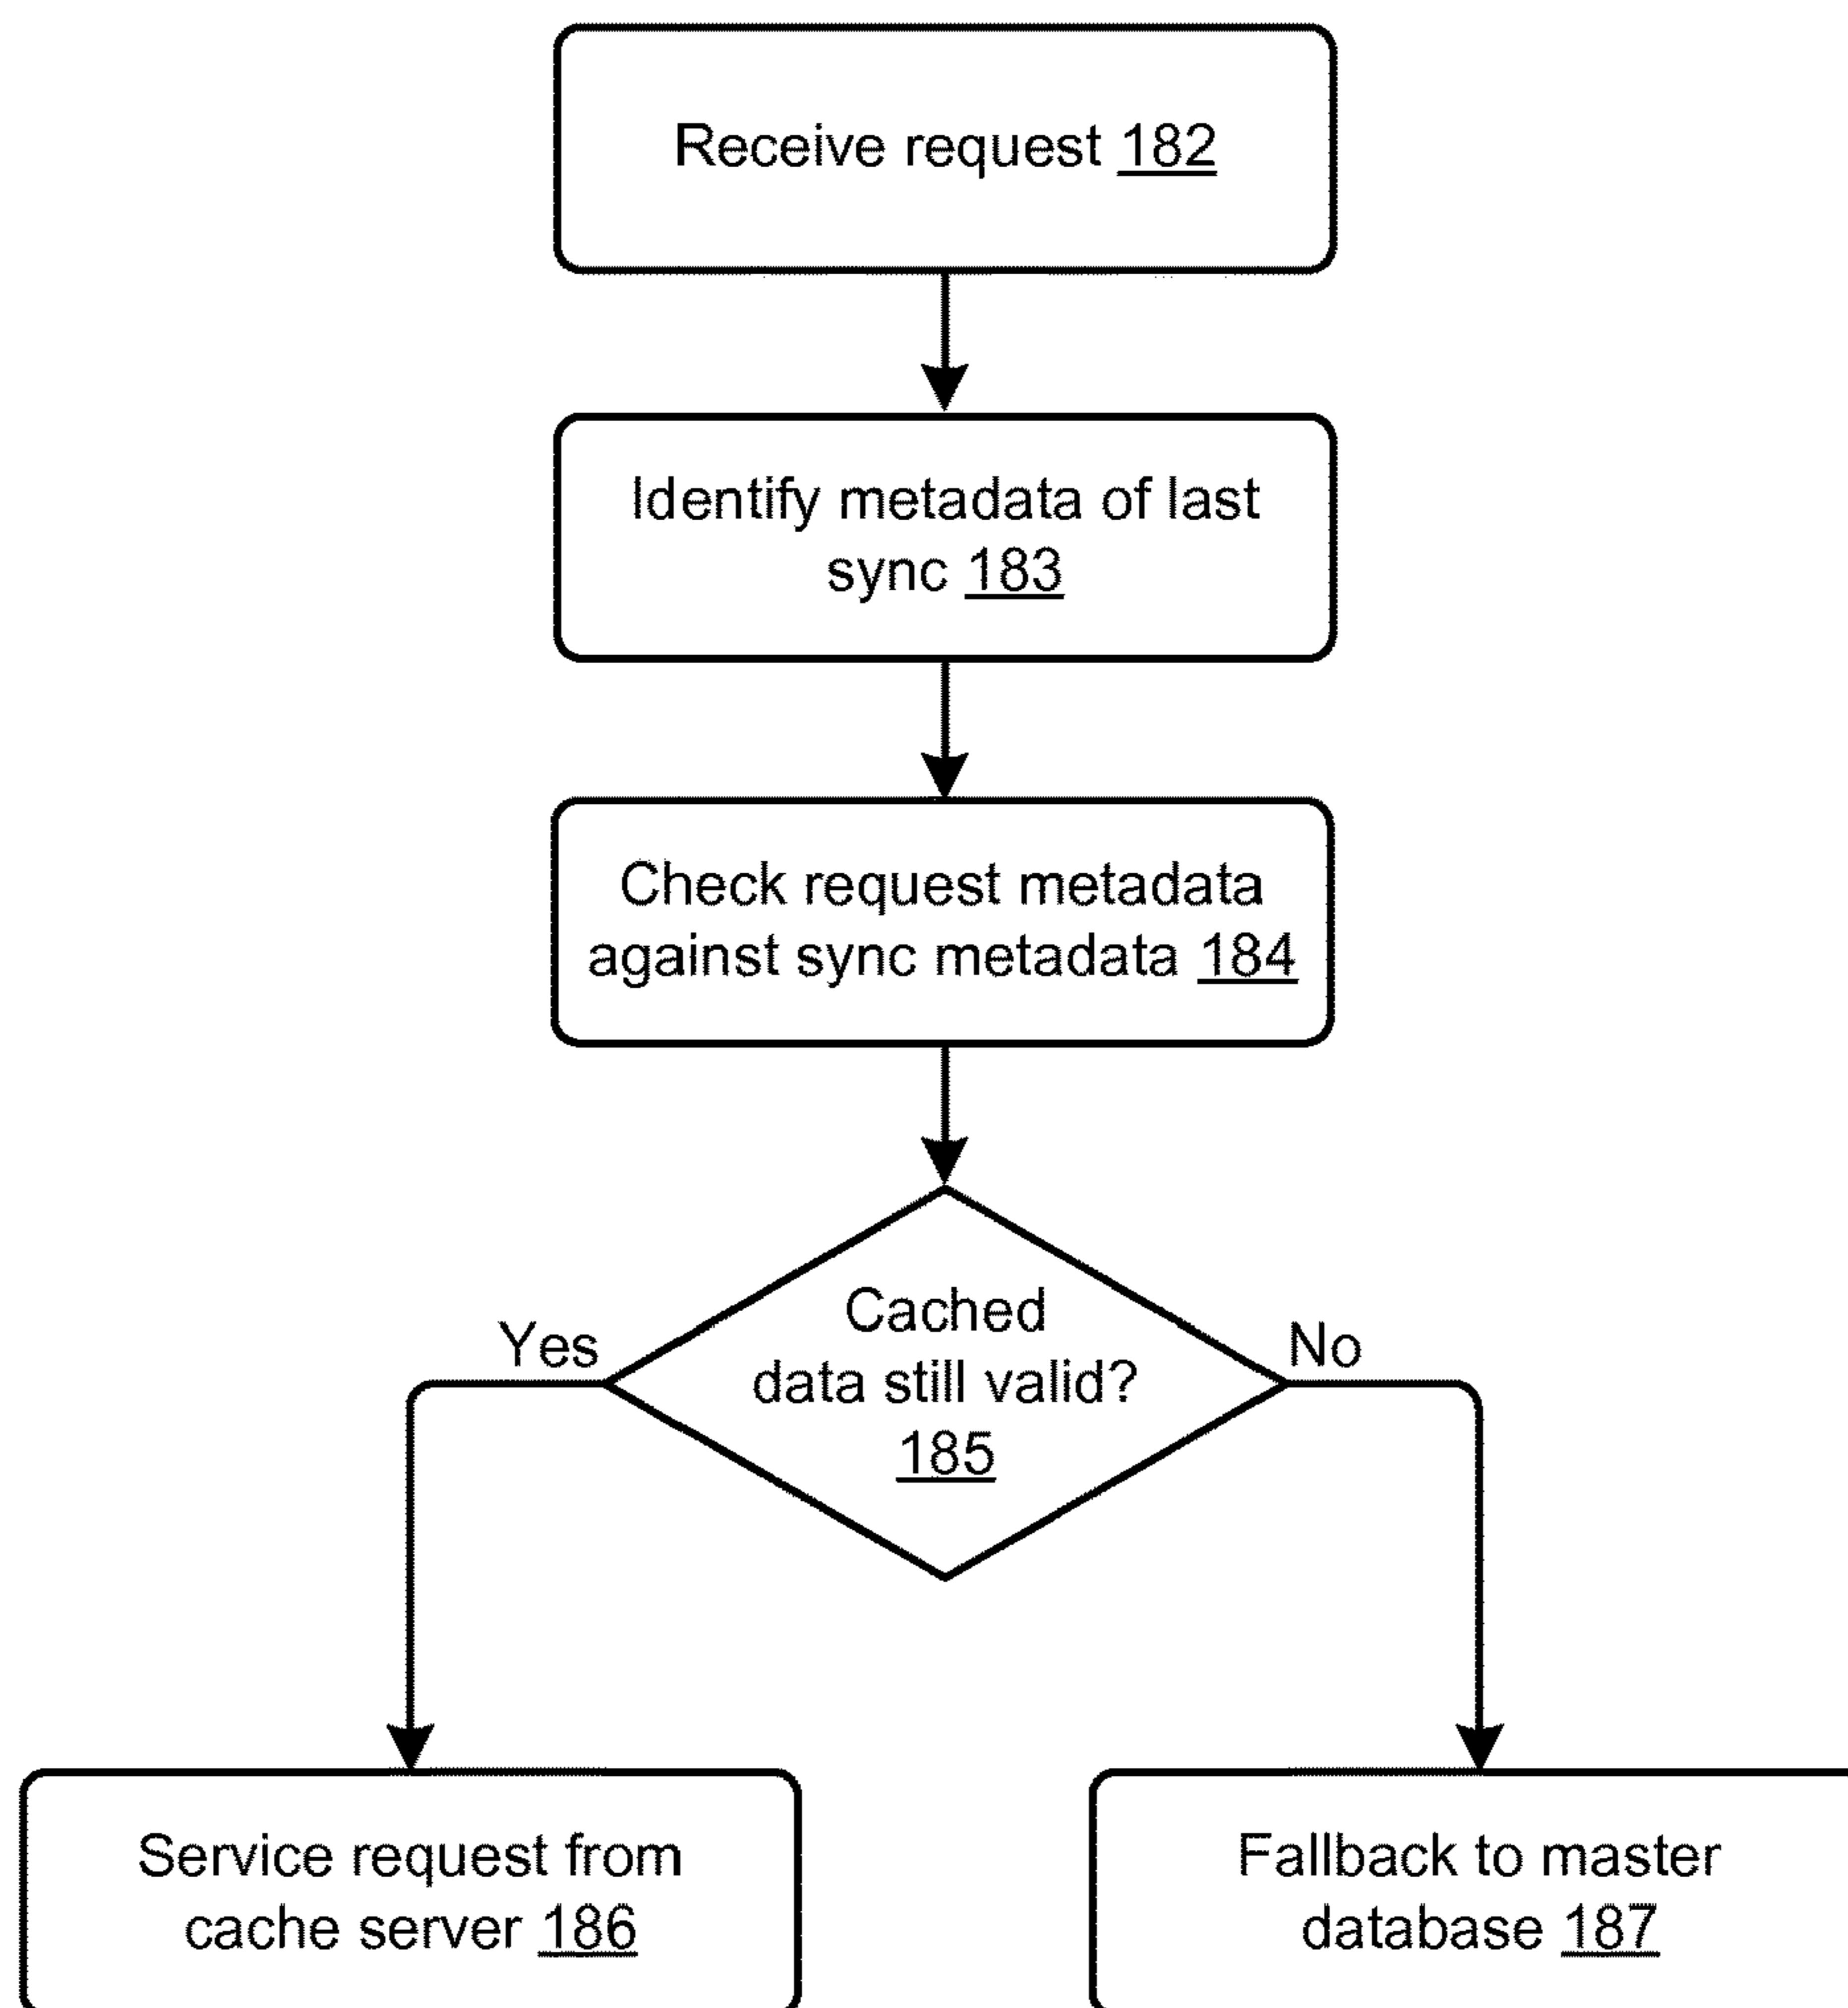 Receive request 182
Identify metadata of last
sync 183
Check request metadata
against sync metadata 184
Cached
data still valid?
185
Yes
No
Service request from
cache server 186
Fallback to master
database 187